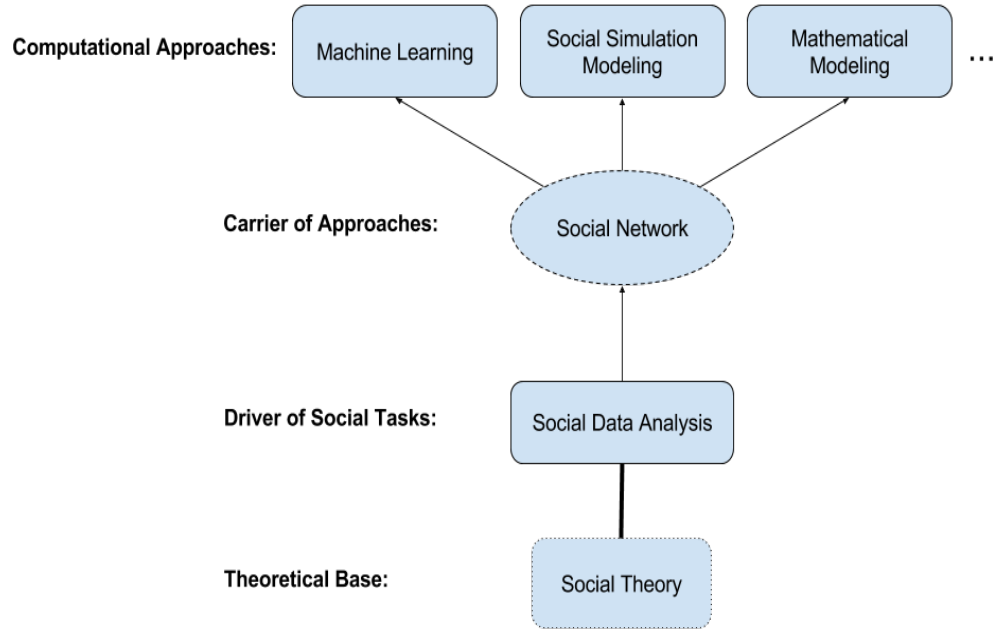 Computational Approaches:
Machine Learning
Social Simulation
Modeling
Mathematical
Modeling
...
Carrier of Approaches:
Social Network
Driver of Social Tasks:
Social Data Analysis
Theoretical Base:
Social Theory